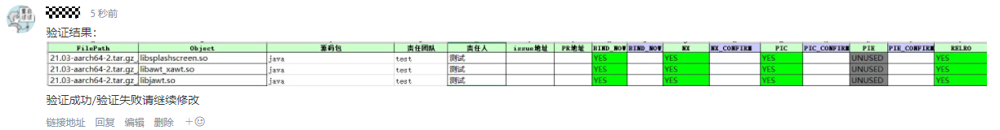 5 秒前
验证结果：
FilePath Object 源码包 责任团队 责任人 issue地址 PR地址 BIND_NOW BIND_NOW NX NX_CONFIRM PIC PIC_CONFIRM PIE PIE_CONFIRM RELRO
21.03-aarch64-2.tar.gz_ libsplashscreen.so java test 测试 YES YES YES UNUSED YES
21.03-aarch64-2.tar.gz_ libawt_xawt.so java test 测试 YES YES YES UNUSED YES
21.03-aarch64-2.tar.gz_ libjawt.so java test 测试 YES YES YES UNUSED YES
验证成功/验证失败请继续修改
链接地址 回复 编辑 删除